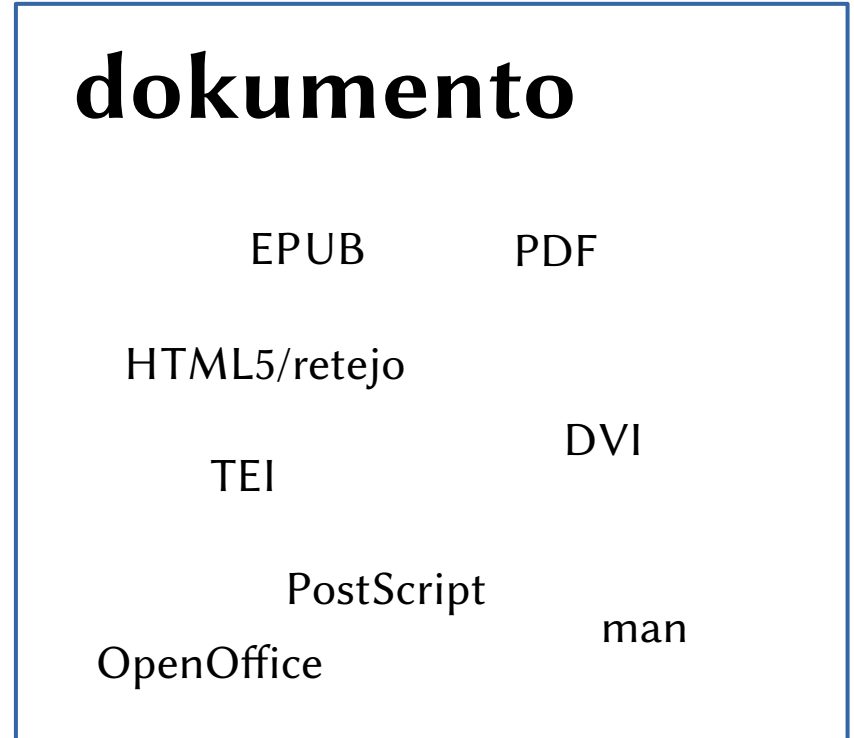 dokumento
EPUB PDF
HTML5/retejo
DVI
TEI
PostScript
man
OpenOffice